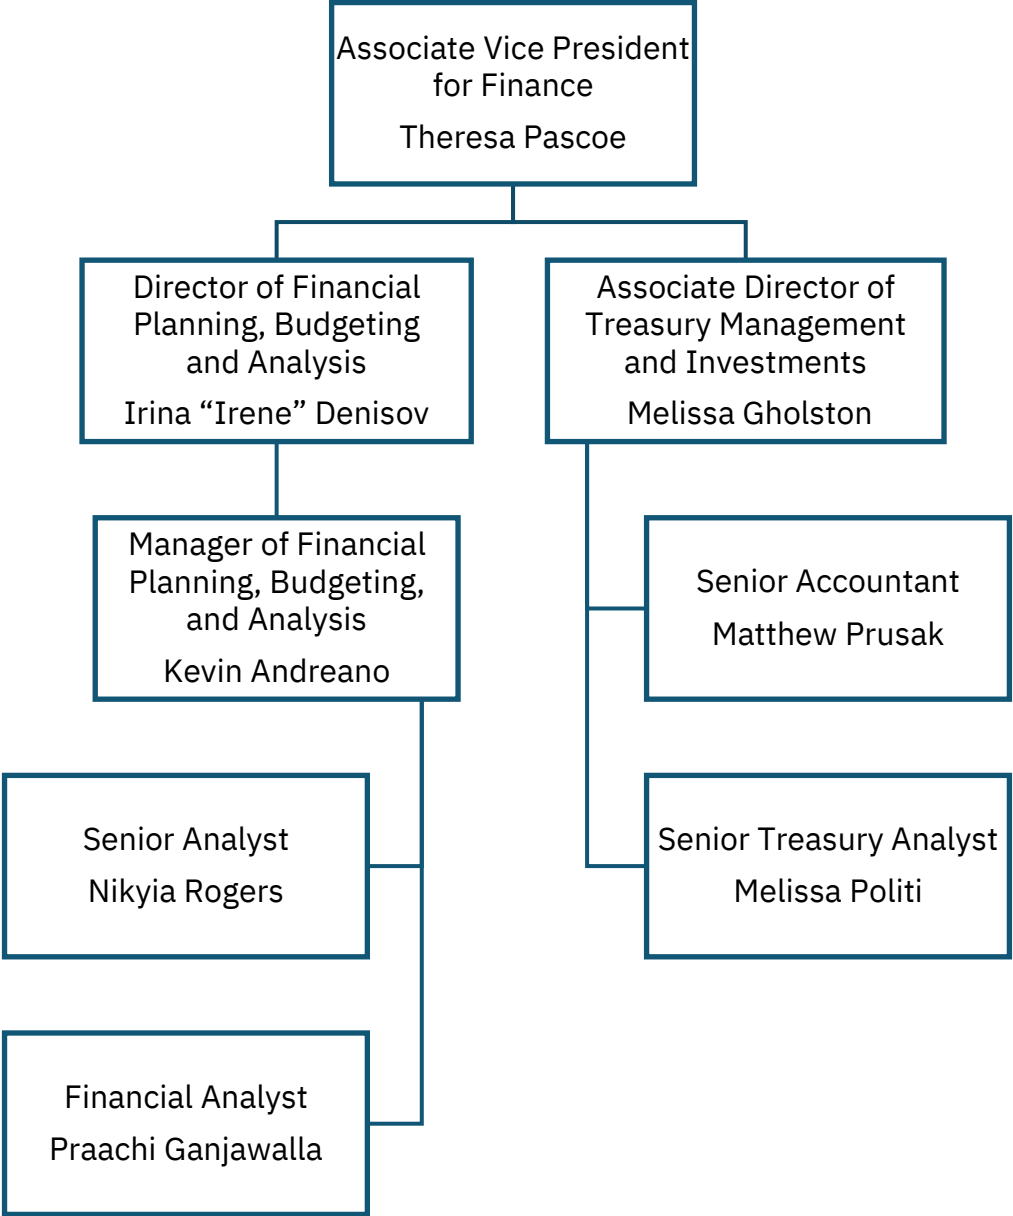 Associate Vice President
for Finance
Theresa Pascoe
Director of Financial
Planning, Budgeting
and Analysis
Irina “Irene” Denisov
Associate Director of
Treasury Management
and Investments
Melissa Gholston
Manager of Financial
Planning, Budgeting,
and Analysis
Kevin Andreano
Senior Accountant
Matthew Prusak
Senior Analyst
Nikyia Rogers
Senior Treasury Analyst
Melissa Politi
Financial Analyst
Praachi Ganjawalla